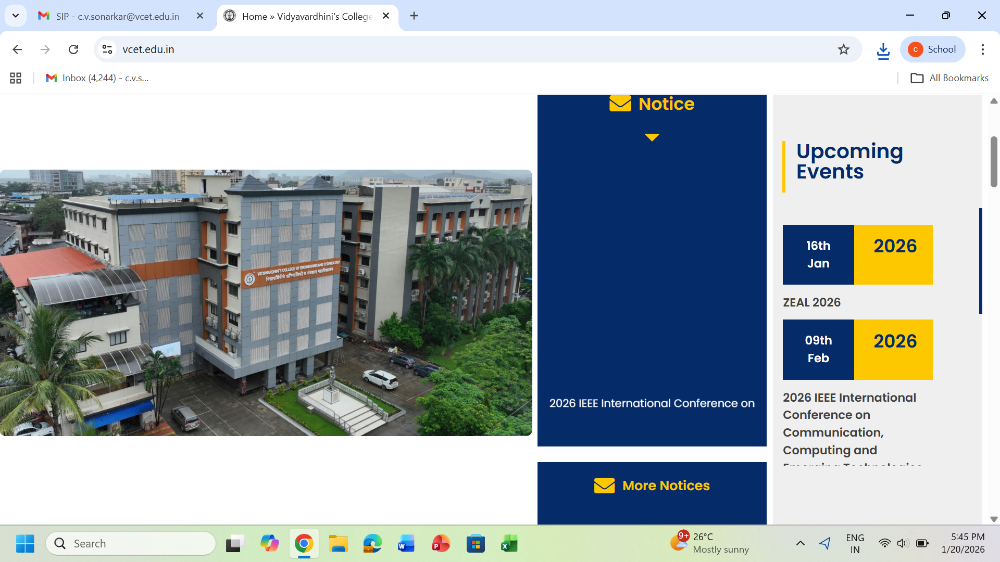 SIP - c.v.sonarkar@vcet.edu.in -
Home » Vidyavardhini's College
vcet.edu.in
C
School
Inbox (4,244) - c.v.s...
All Bookmarks
Notice
2026 IEEE International Conference on
More Notices
VIDYAVARDHINI'S COLLEGE OF ENGINEERING AND TECHNOLOGY
विद्यावर्धिनीचे अभियांत्रिकी व तंत्रज्ञान महाविद्यालय
Upcoming
Events
16th
Jan
2026
ZEAL 2026
09th
Feb
2026
2026 IEEE International
Conference on
Communication,
Computing and
Emerging Technologies
Search
9+
26°C
Mostly sunny
ENG
IN
5:45 PM
1/20/2026